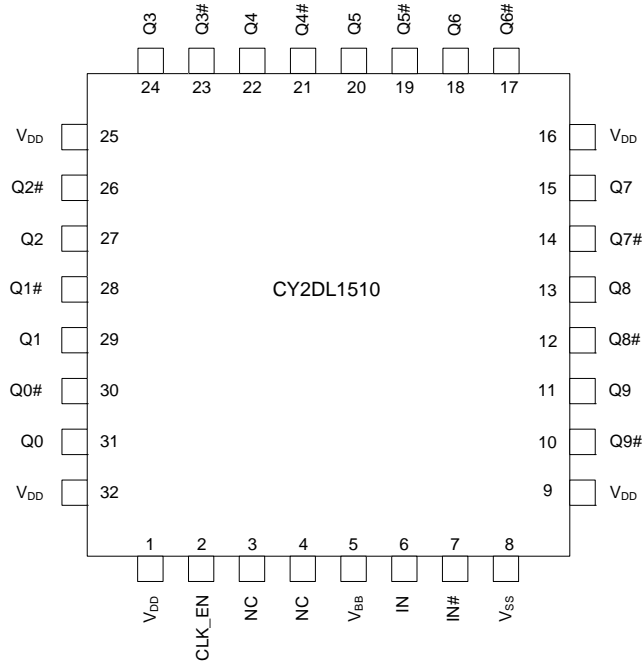 Q3 Q3# Q4 Q4# Q5 Q5# Q6 Q6#
24 23 22 21 20 19 18 17
VDD 25 16 VDD
Q2# 26 15 Q7
Q2 27 14 Q7#
Q1# 28 CY2DL1510 13 Q8
Q1 29 12 Q8#
Q0# 30 11 Q9
Q0 31 10 Q9#
VDD 32 9 VDD
1 2 3 4 5 6 7 8
VDD CLK_EN NC NC VBB IN IN# VSS